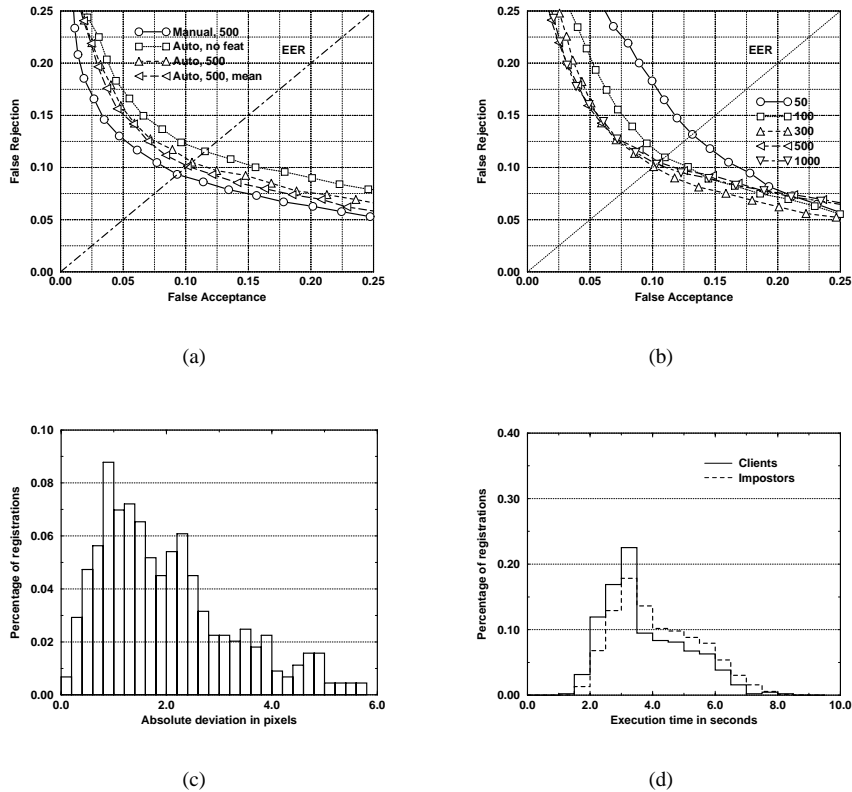 0.25
0.20
0.15
0.10
0.05
0.00
False Rejection
Manual, 500
Auto, no feat
Auto, 500
Auto, 500, mean
EER
0.00 0.05 0.10 0.15 0.20 0.25
False Acceptance
(a)
0.25
0.20
0.15
0.10
0.05
0.00
False Rejection
EER
50
100
300
500
1000
0.00 0.05 0.10 0.15 0.20 0.25
False Acceptance
(b)
0.10
0.08
0.06
0.04
0.02
0.00
Percentage of registrations
0.0 2.0 4.0 6.0
Absolute deviation in pixels
(c)
0.40
0.30
0.20
0.10
0.00
Percentage of registrations
Clients
Impostors
0.0 2.0 4.0 6.0 8.0 10.0
Execution time in seconds
(d)